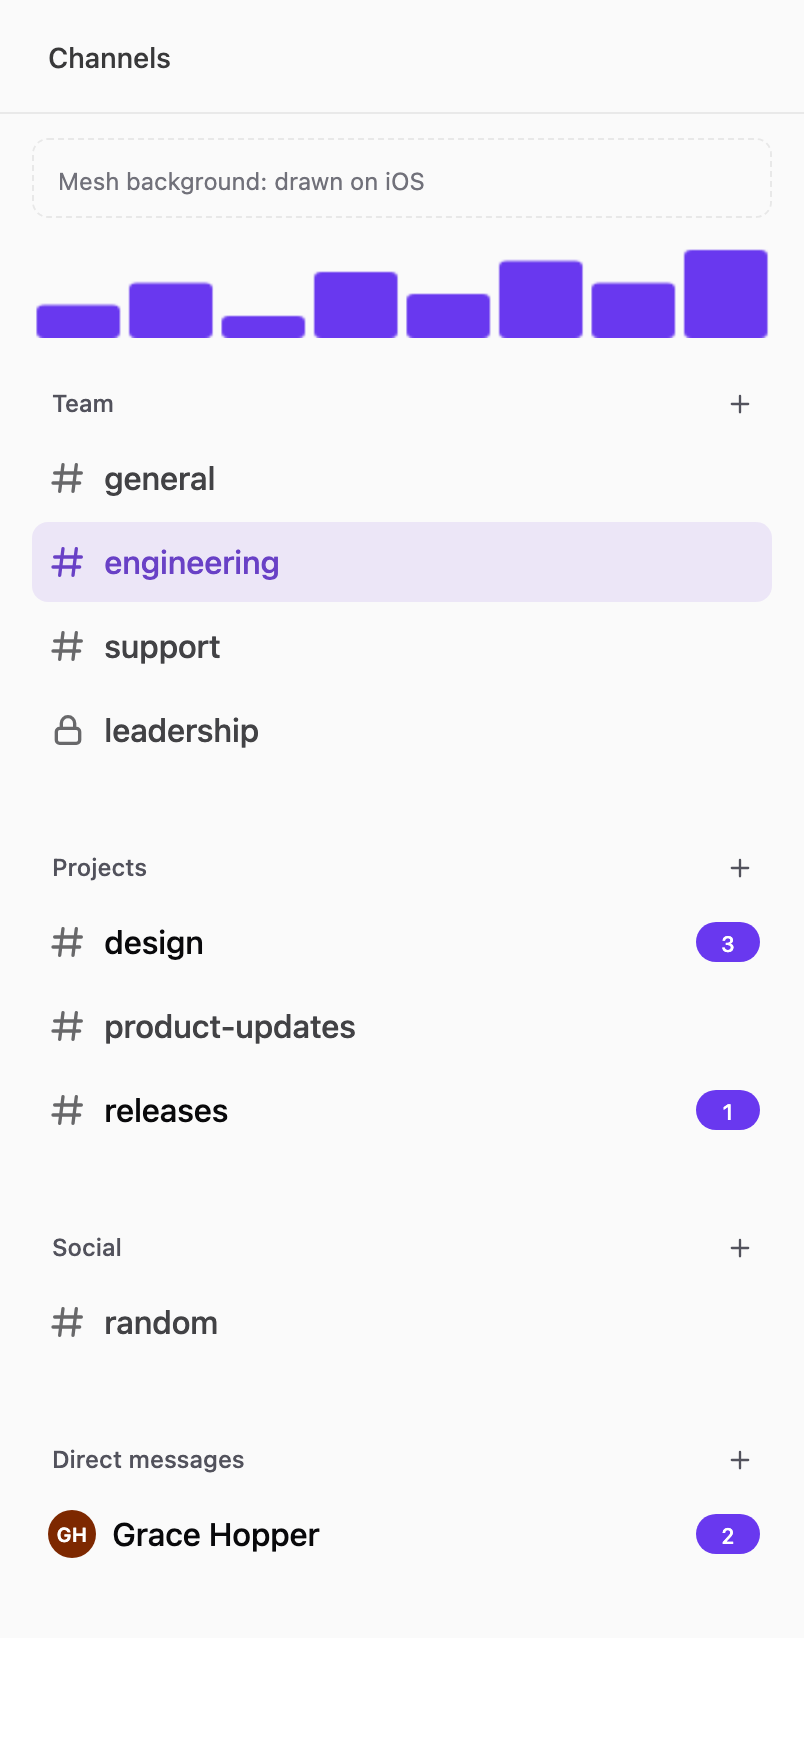 Channels
Mesh background: drawn on iOS
Team
general
engineering
support
leadership
Projects
design 3
product-updates
releases 1
Social
random
Direct messages
GH Grace Hopper 2